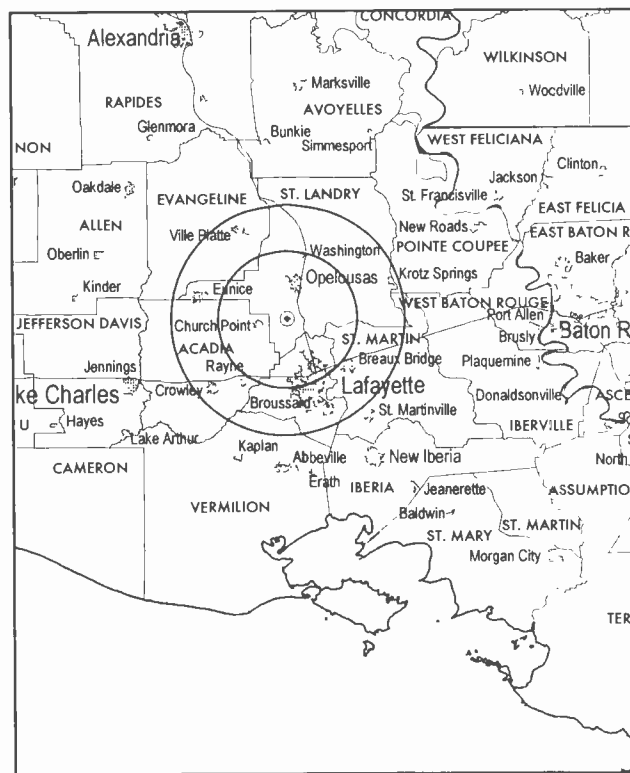 CONCORDIA
Alexandria
WILKINSON
Marksville
Woodville
RAPIDES
AVOYELLES
Glenmora
Bunkie
WEST FELICIANA
NON
Simmesport
Clinton
Jackson
Oakdale
EVANGELINE
ST. LANDRY
St. Francisville
EAST FELICIA
ALLEN
Ville Platte
New Roads
EAST BATON R
Washington
POINTE COUPEE
Oberlin
Baker
Opelousas
Krotz Springs
Kinder
Eunice
WEST BATON ROUGE
Port Allen
JEFFERSON DAVIS
Church Point
ST. MARTIN
Brusly
Baton R
ACADIA
Breaux Bridge
Jennings
Rayne
Plaquemine
ke Charles
Crowley
Lafayette
Donaldsonville
ASCE
Broussard
St. Martinville
U
Hayes
IBERVILLE
Lake Arthur
Kaplan
Abbeville
New Iberia
North
CAMERON
Erath
IBERIA
Jeanerette
ASSUMPTIO
VERMILION
Baldwin
ST. MARTIN
ST. MARY
Morgan City
TER